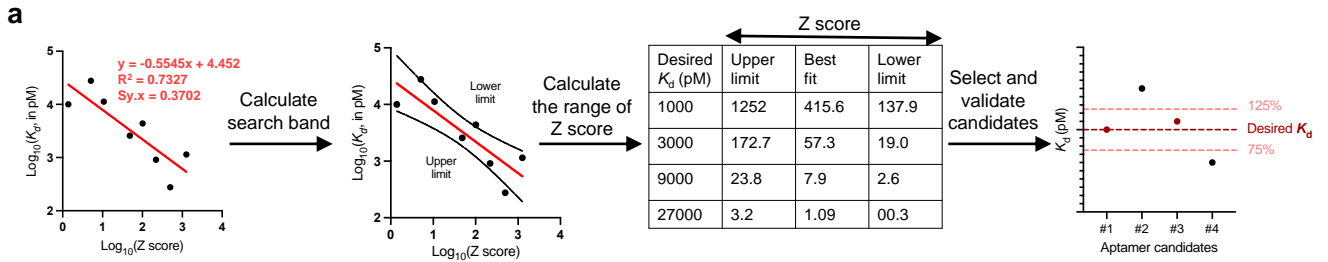 a
y = -0.5545x + 4.452
R² = 0.7327
Sy.x = 0.3702
5
4
3
2
0 1 2 3 4
Log₁₀(Kd, in pM)
Log₁₀(Z score)
Calculate
search band
5
4
3
2
0 1 2 3 4
Log₁₀(Kd, in pM)
Log₁₀(Z score)
Lower
limit
Upper
limit
Calculate
the range of
Z score
Z score
Desired Kd (pM) | Upper limit | Best fit | Lower limit
1000 | 1252 | 415.6 | 137.9
3000 | 172.7 | 57.3 | 19.0
9000 | 23.8 | 7.9 | 2.6
27000 | 3.2 | 1.09 | 00.3
Select and
validate
candidates
Kd (pM)
125%
Desired Kd
75%
#1 #2 #3 #4
Aptamer candidates